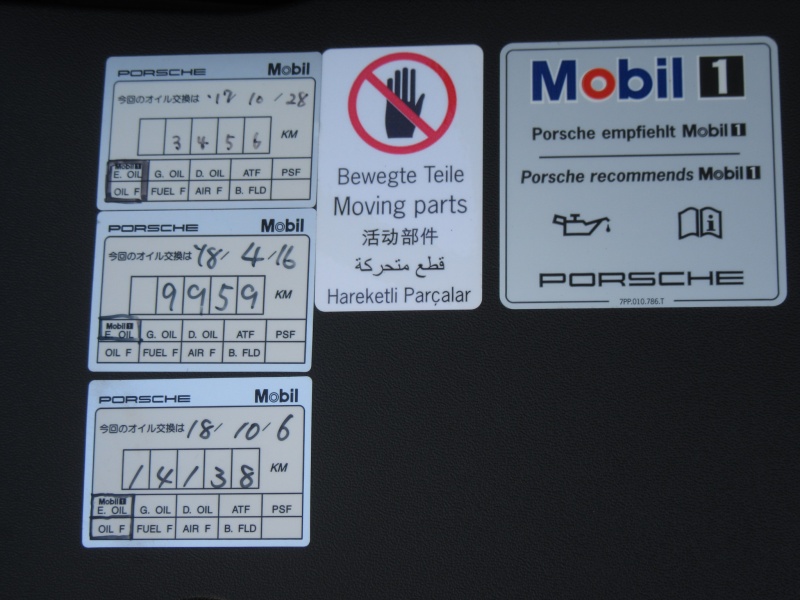 PORSCHE Mobil
今回のオイル交換は '17 10 / 28
3456 KM
Mobil 1
E. OIL G. OIL D. OIL ATF PSF
OIL F FUEL F AIR F B. FLD
PORSCHE Mobil
今回のオイル交換は '18/ 4/16
9959 KM
Mobil 1
E. OIL G. OIL D. OIL ATF PSF
OIL F FUEL F AIR F B. FLD
PORSCHE Mobil
今回のオイル交換は 18/ 10/ 6
14138 KM
Mobil 1
E. OIL G. OIL D. OIL ATF PSF
OIL F FUEL F AIR F B. FLD
Bewegte Teile
Moving parts
活动部件
قطع متحركة
Hareketli Parçalar
Mobil 1
Porsche empfiehlt Mobil 1
Porsche recommends Mobil 1
PORSCHE
7PP.010.786.T